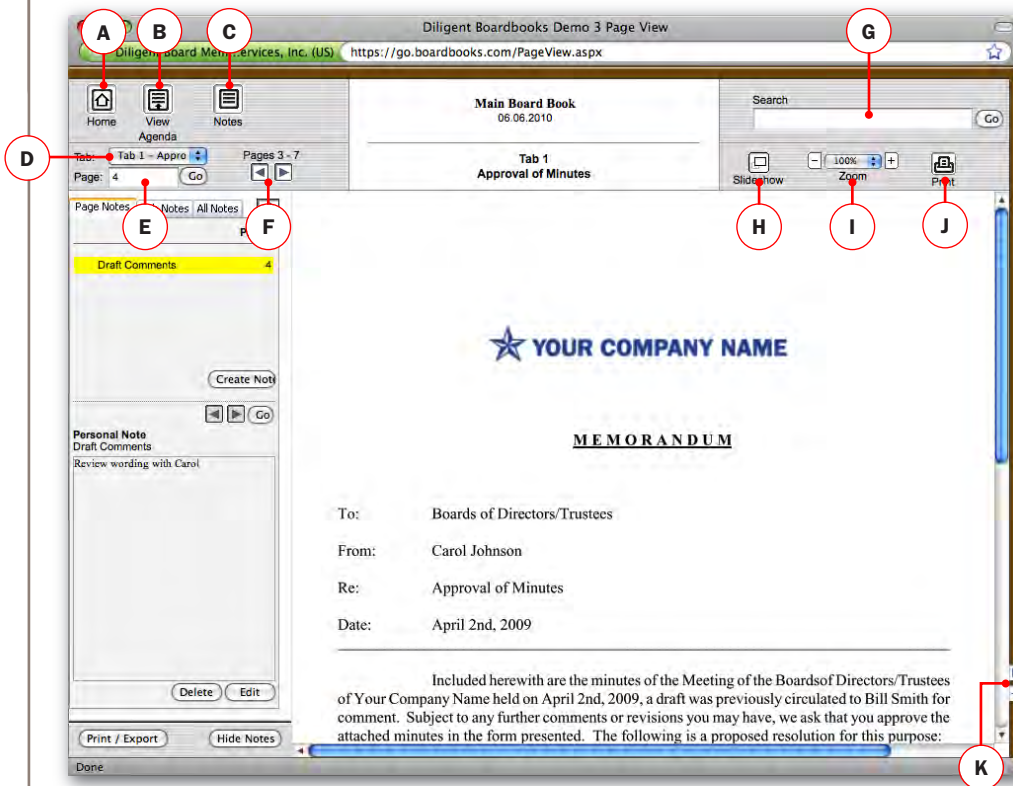 Diligent Boardbooks Demo 3 Page View
A B C G
Diligent Board Mem ervices, Inc. (US) https://go.boardbooks.com/PageView.aspx
Home View Agenda Notes
Main Board Book
06.06.2010
Search
Go
D
Tab: Tab 1 - Appro Pages 3 - 7
Page: 4 Go
Tab 1
Approval of Minutes
Slideshow 100% Zoom Print
E F H I J
Page Notes Notes All Notes
Draft Comments 4
Create Note
Go
Personal Note
Draft Comments
Review wording with Carol
Delete Edit
Print / Export Hide Notes
Done
YOUR COMPANY NAME
MEMORANDUM
To: Boards of Directors/Trustees
From: Carol Johnson
Re: Approval of Minutes
Date: April 2nd, 2009
Included herewith are the minutes of the Meeting of the Boardsof Directors/Trustees
of Your Company Name held on April 2nd, 2009, a draft was previously circulated to Bill Smith for
comment. Subject to any further comments or revisions you may have, we ask that you approve the
attached minutes in the form presented. The following is a proposed resolution for this purpose:
K